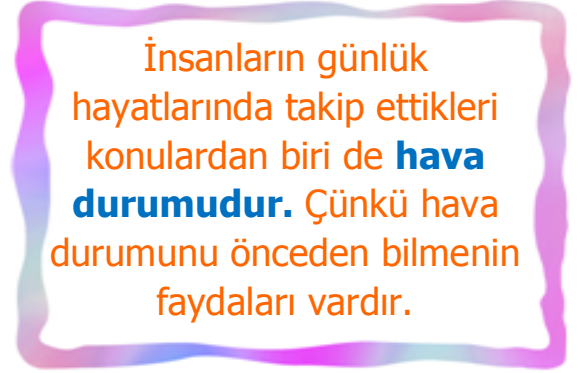 İnsanların günlük
hayatlarında takip ettikleri
konulardan biri de hava
durumudur. Çünkü hava
durumunu önceden bilmenin
faydaları vardır.